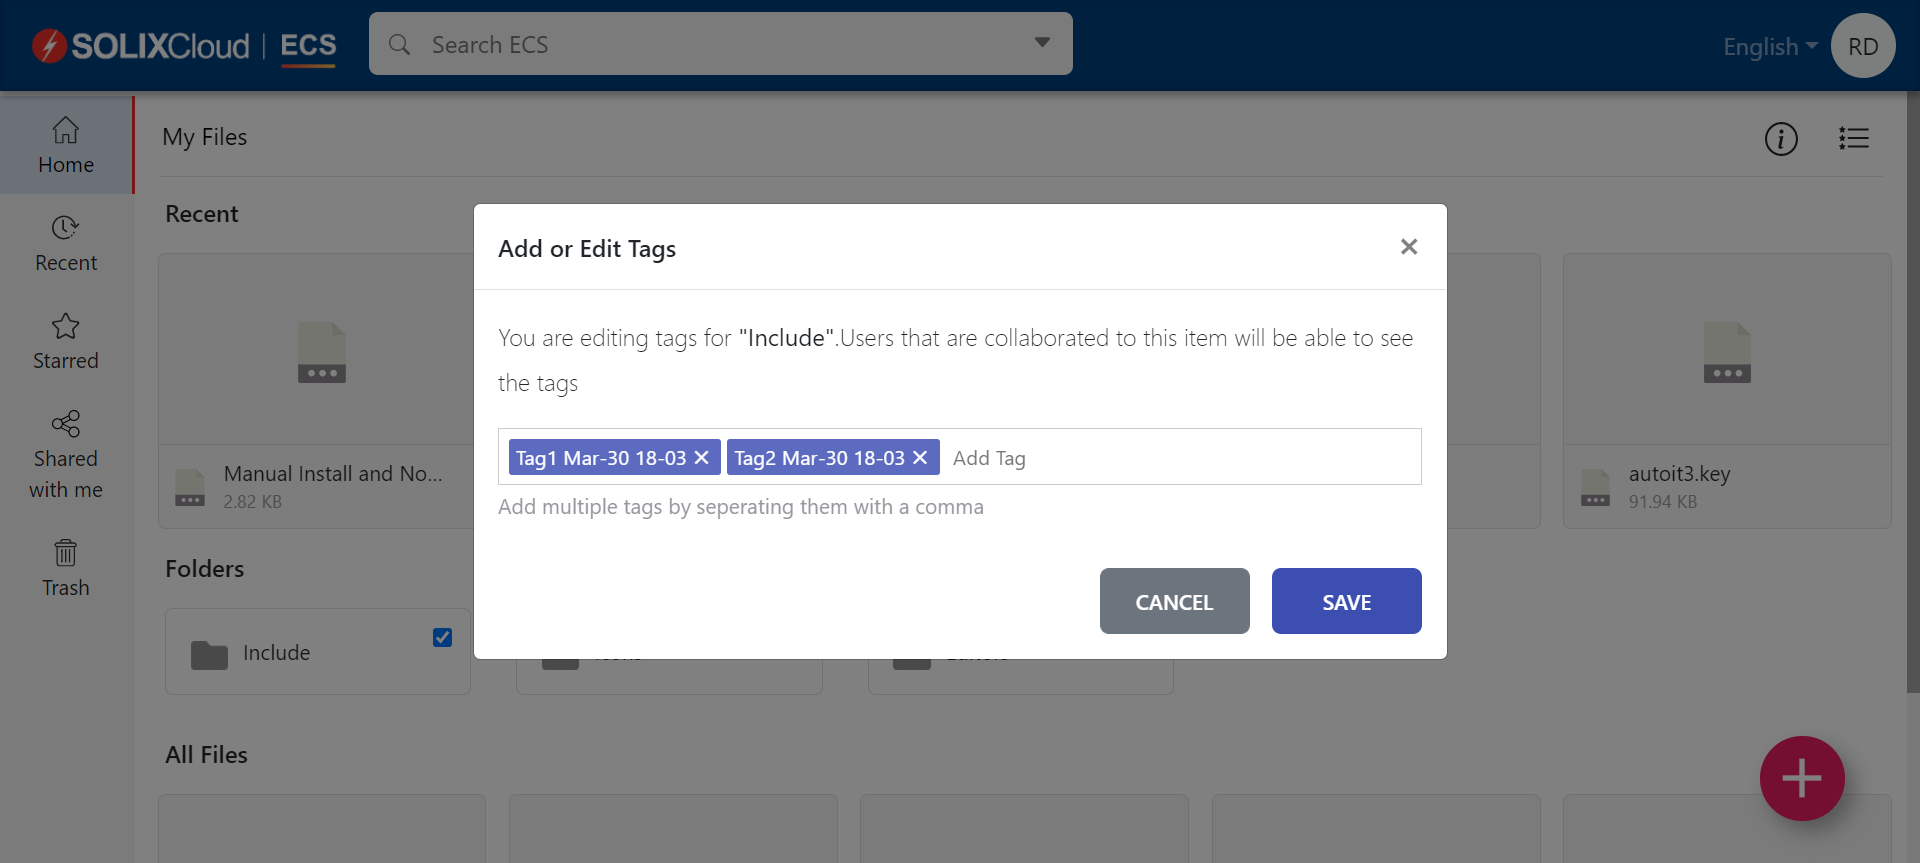 SOLIXCloud | ECS
Search ECS
English
RD
Home
Recent
Starred
Shared
with me
Trash
My Files
Recent
Manual Install and No...
2.82 KB
autoit3.key
91.94 KB
Folders
Include
All Files
Add or Edit Tags
You are editing tags for "Include".Users that are collaborated to this item will be able to see
the tags
Tag1 Mar-30 18-03 Tag2 Mar-30 18-03 Add Tag
Add multiple tags by seperating them with a comma
CANCEL
SAVE